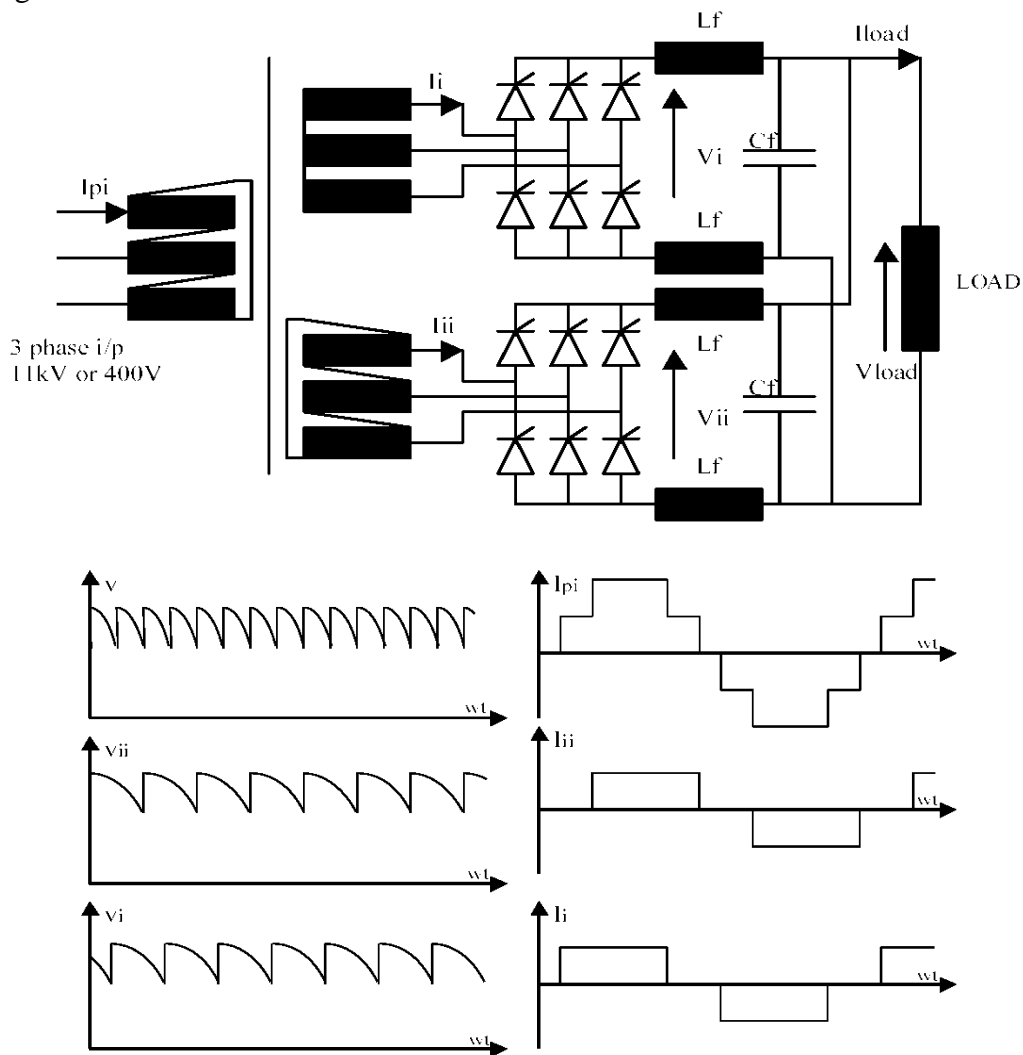 Lf
Iload
Ii
Ipi
Vi
Cf
Lf
LOAD
3 phase i/p
11kV or 400V
Iii
Lf
Vii
Cf
Vload
Lf
V
wt
Ipi
wt
Vii
wt
Iii
wt
Vi
wt
Ii
wt